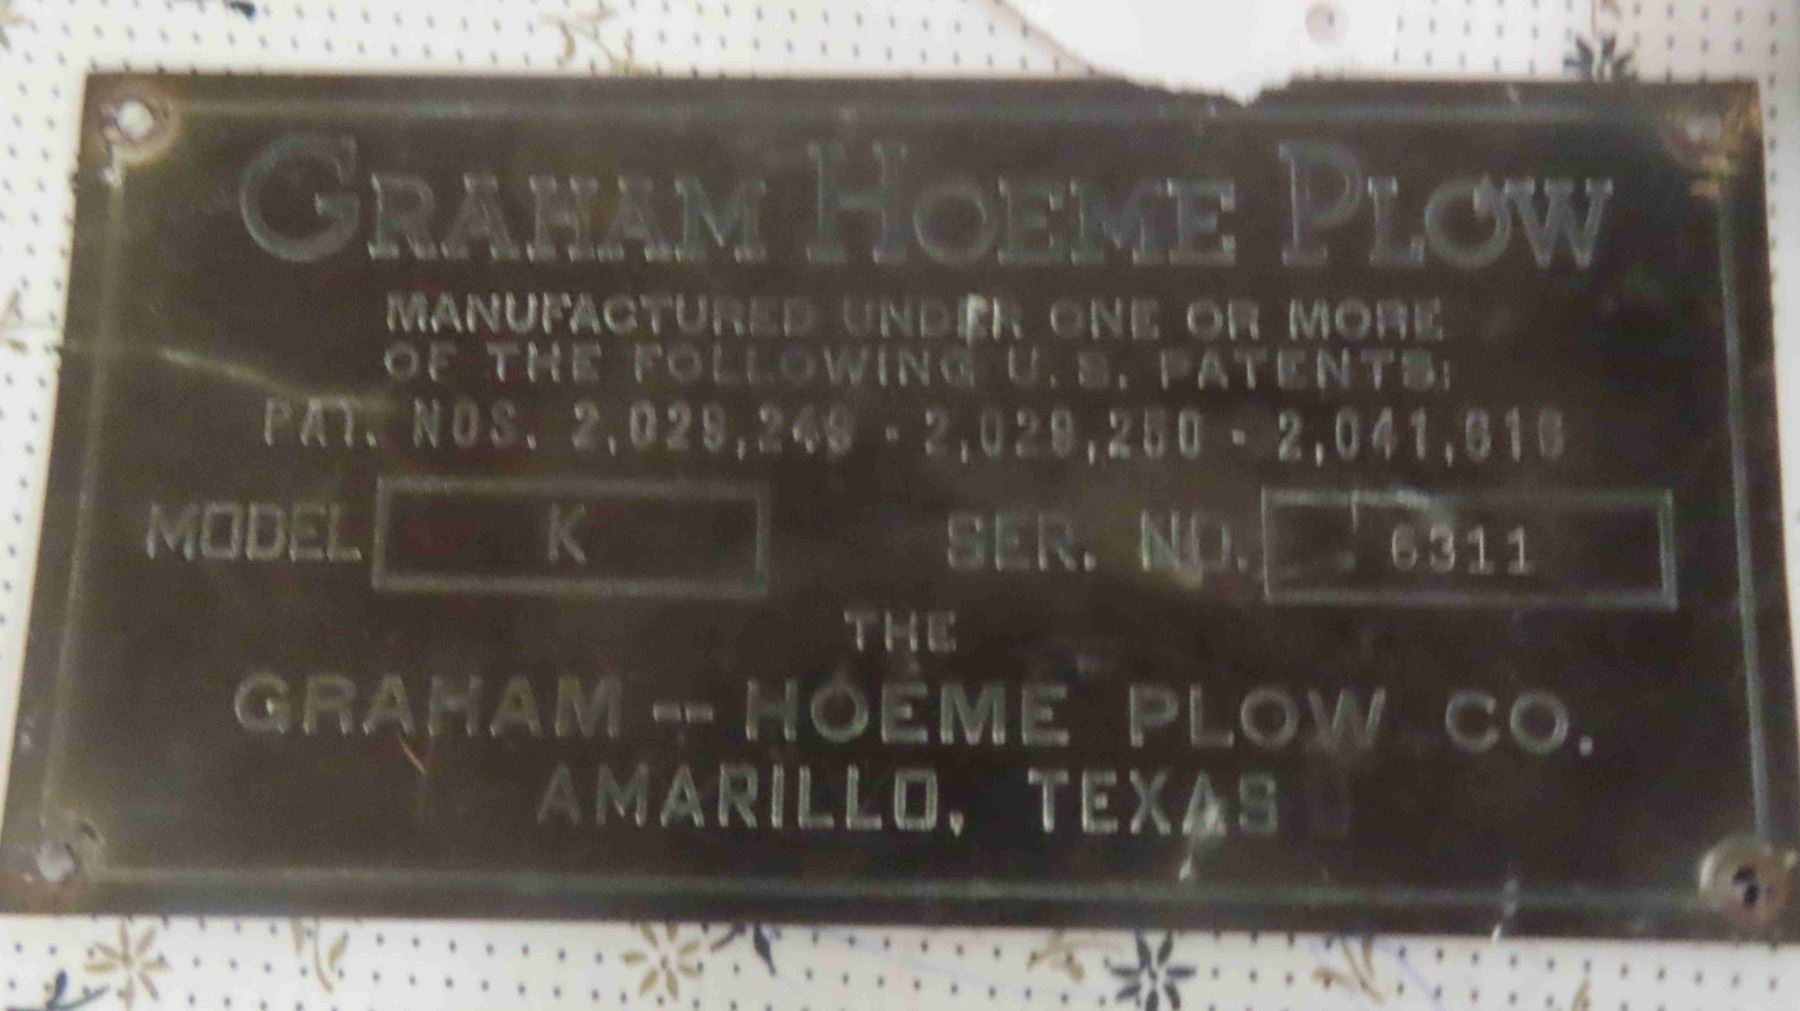 GRAHAM HOEME PLOW
MANUFACTURED UNDER ONE OR MORE
OF THE FOLLOWING U.S. PATENTS:
PAT. NOS. 2,029,249 - 2,029,250 - 2,041,616
MODEL K SER. NO. 6311
THE
GRAHAM -- HOEME PLOW CO.
AMARILLO, TEXAS